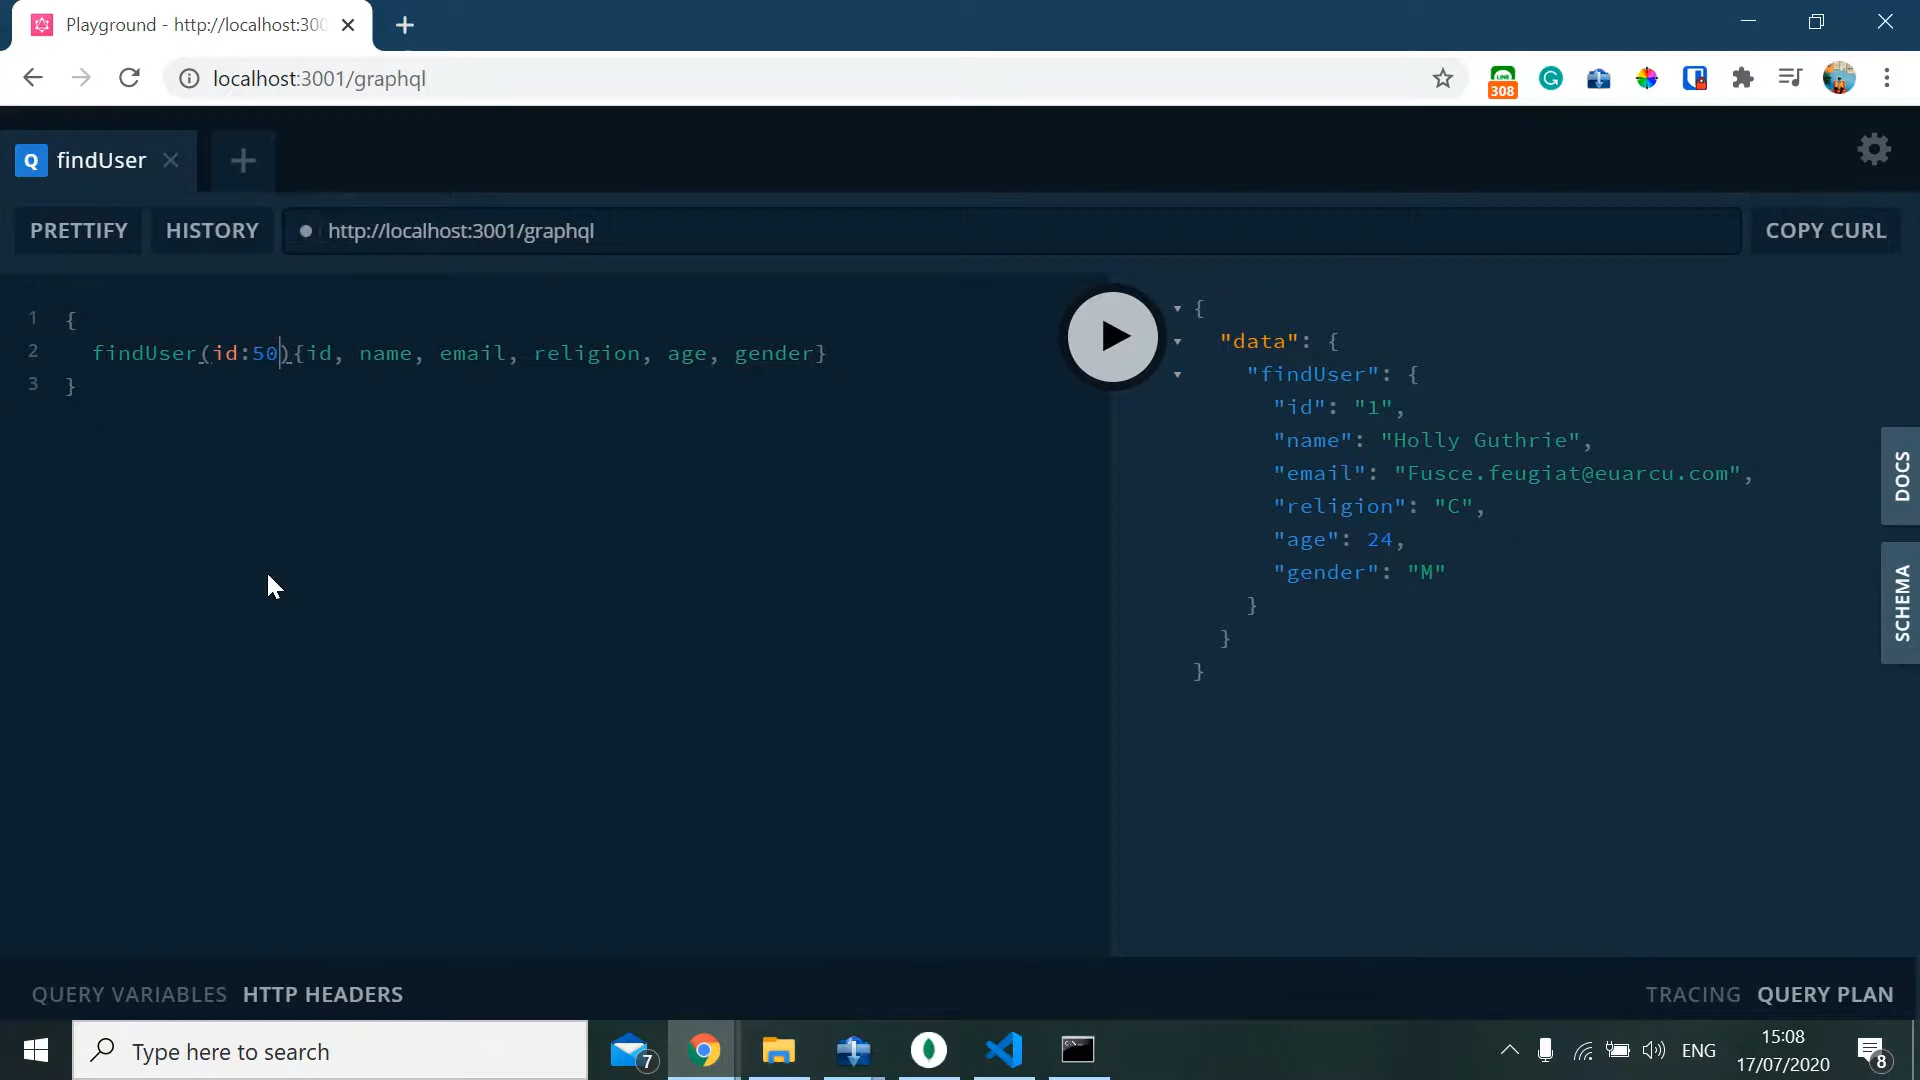 Playground - http://localhost:300
localhost:3001/graphql
308
Q findUser
PRETTIFY HISTORY http://localhost:3001/graphql COPY CURL
1 {
2 findUser(id:50){id, name, email, religion, age, gender}
3 }
{
"data": {
"findUser": {
"id": "1",
"name": "Holly Guthrie",
"email": "Fusce.feugiat@euarcu.com",
"religion": "C",
"age": 24,
"gender": "M"
}
}
}
DOCS
SCHEMA
QUERY VARIABLES HTTP HEADERS TRACING QUERY PLAN
Type here to search
7
ENG
15:08
17/07/2020
8